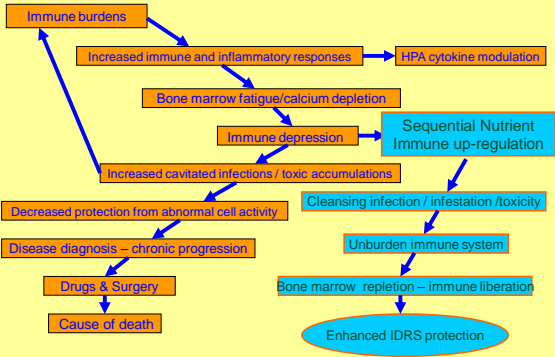 Immune burdens
Increased immune and inflammatory responses
HPA cytokine modulation
Bone marrow fatigue/calcium depletion
Immune depression
Sequential Nutrient
Immune up-regulation
Increased cavitated infections / toxic accumulations
Cleansing infection / infestation /toxicity
Decreased protection from abnormal cell activity
Disease diagnosis – chronic progression
Unburden immune system
Drugs & Surgery
Bone marrow repletion – immune liberation
Cause of death
Enhanced IDRS protection